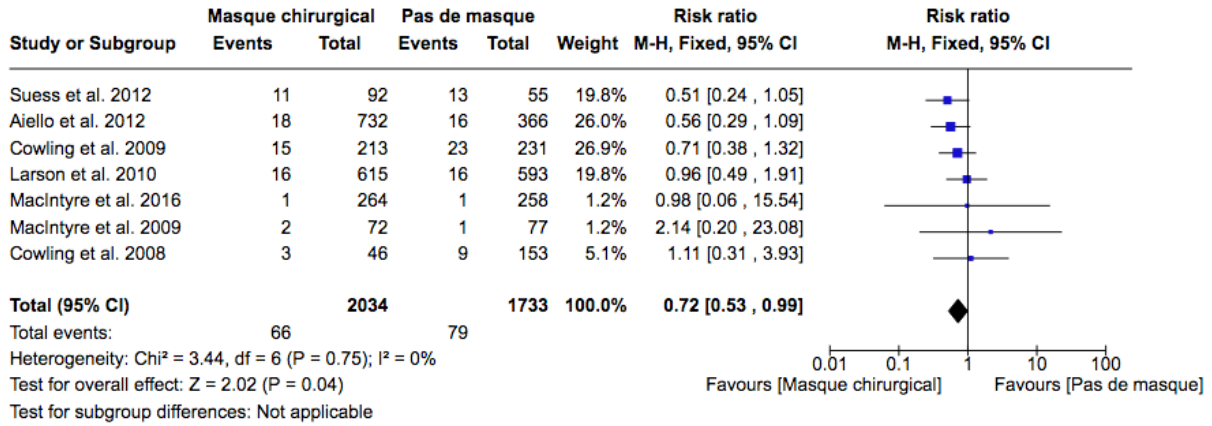 Masque chirurgical Pas de masque Risk ratio Risk ratio
Study or Subgroup Events Total Events Total Weight M-H, Fixed, 95% CI M-H, Fixed, 95% CI
Suess et al. 2012 11 92 13 55 19.8% 0.51 [0.24 , 1.05]
Aiello et al. 2012 18 732 16 366 26.0% 0.56 [0.29 , 1.09]
Cowling et al. 2009 15 213 23 231 26.9% 0.71 [0.38 , 1.32]
Larson et al. 2010 16 615 16 593 19.8% 0.96 [0.49 , 1.91]
MacIntyre et al. 2016 1 264 1 258 1.2% 0.98 [0.06 , 15.54]
MacIntyre et al. 2009 2 72 1 77 1.2% 2.14 [0.20 , 23.08]
Cowling et al. 2008 3 46 9 153 5.1% 1.11 [0.31 , 3.93]
Total (95% CI) 2034 1733 100.0% 0.72 [0.53 , 0.99]
Total events: 66 79
Heterogeneity: Chi² = 3.44, df = 6 (P = 0.75); I² = 0%
0.01 0.1 1 10 100
Test for overall effect: Z = 2.02 (P = 0.04) Favours [Masque chirurgical] Favours [Pas de masque]
Test for subgroup differences: Not applicable